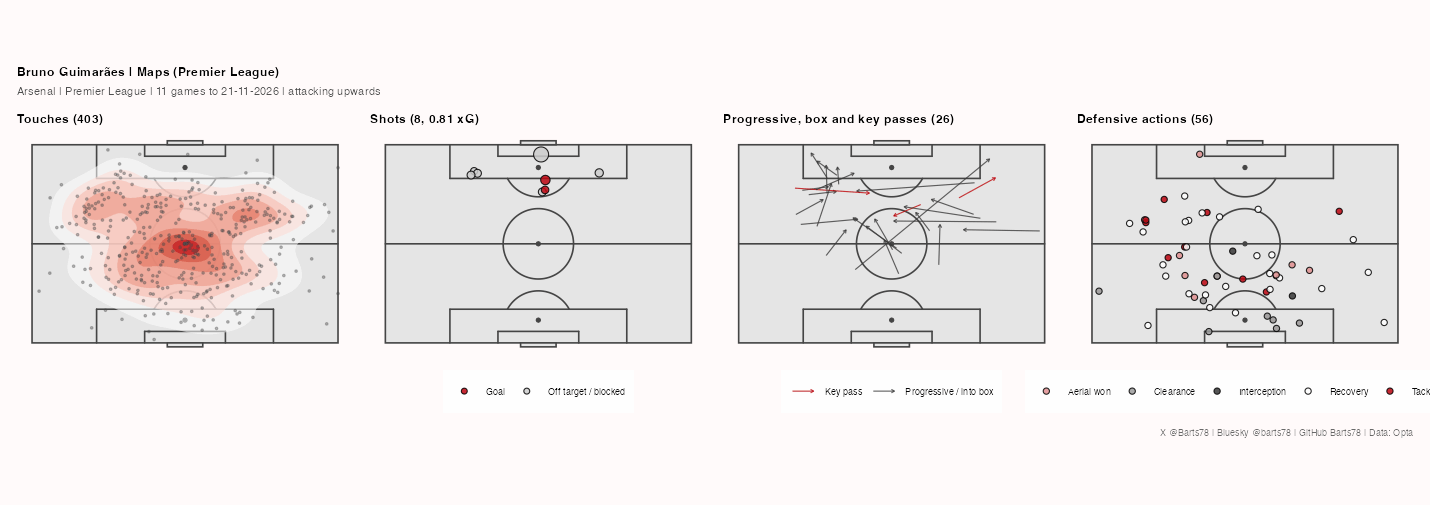 Bruno Guimarães | Maps (Premier League)
Arsenal | Premier League | 11 games to 21-11-2026 | attacking upwards
Touches (403)
Shots (8, 0.81 xG)
Progressive, box and key passes (26)
Defensive actions (56)
Goal
Off target / blocked
Key pass
Progressive / into box
Aerial won
Clearance
Interception
Recovery
Tack
X @Barts78 | Bluesky @barts78 | GitHub Barts78 | Data: Opta